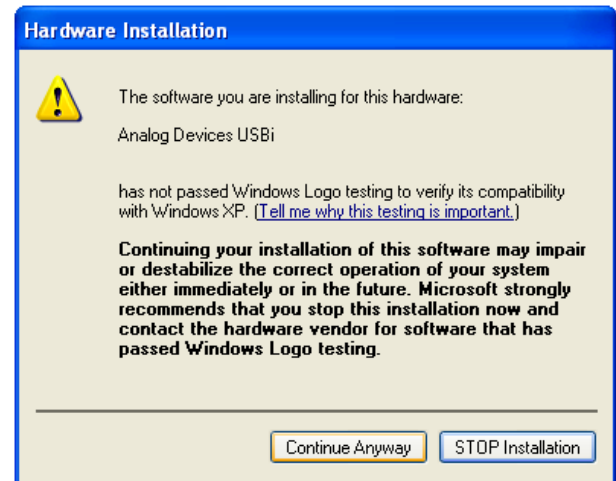 Hardware Installation
The software you are installing for this hardware:
Analog Devices USBi
has not passed Windows Logo testing to verify its compatibility
with Windows XP. (Tell me why this testing is important.)
Continuing your installation of this software may impair
or destabilize the correct operation of your system
either immediately or in the future. Microsoft strongly
recommends that you stop this installation now and
contact the hardware vendor for software that has
passed Windows Logo testing.
Continue Anyway
STOP Installation